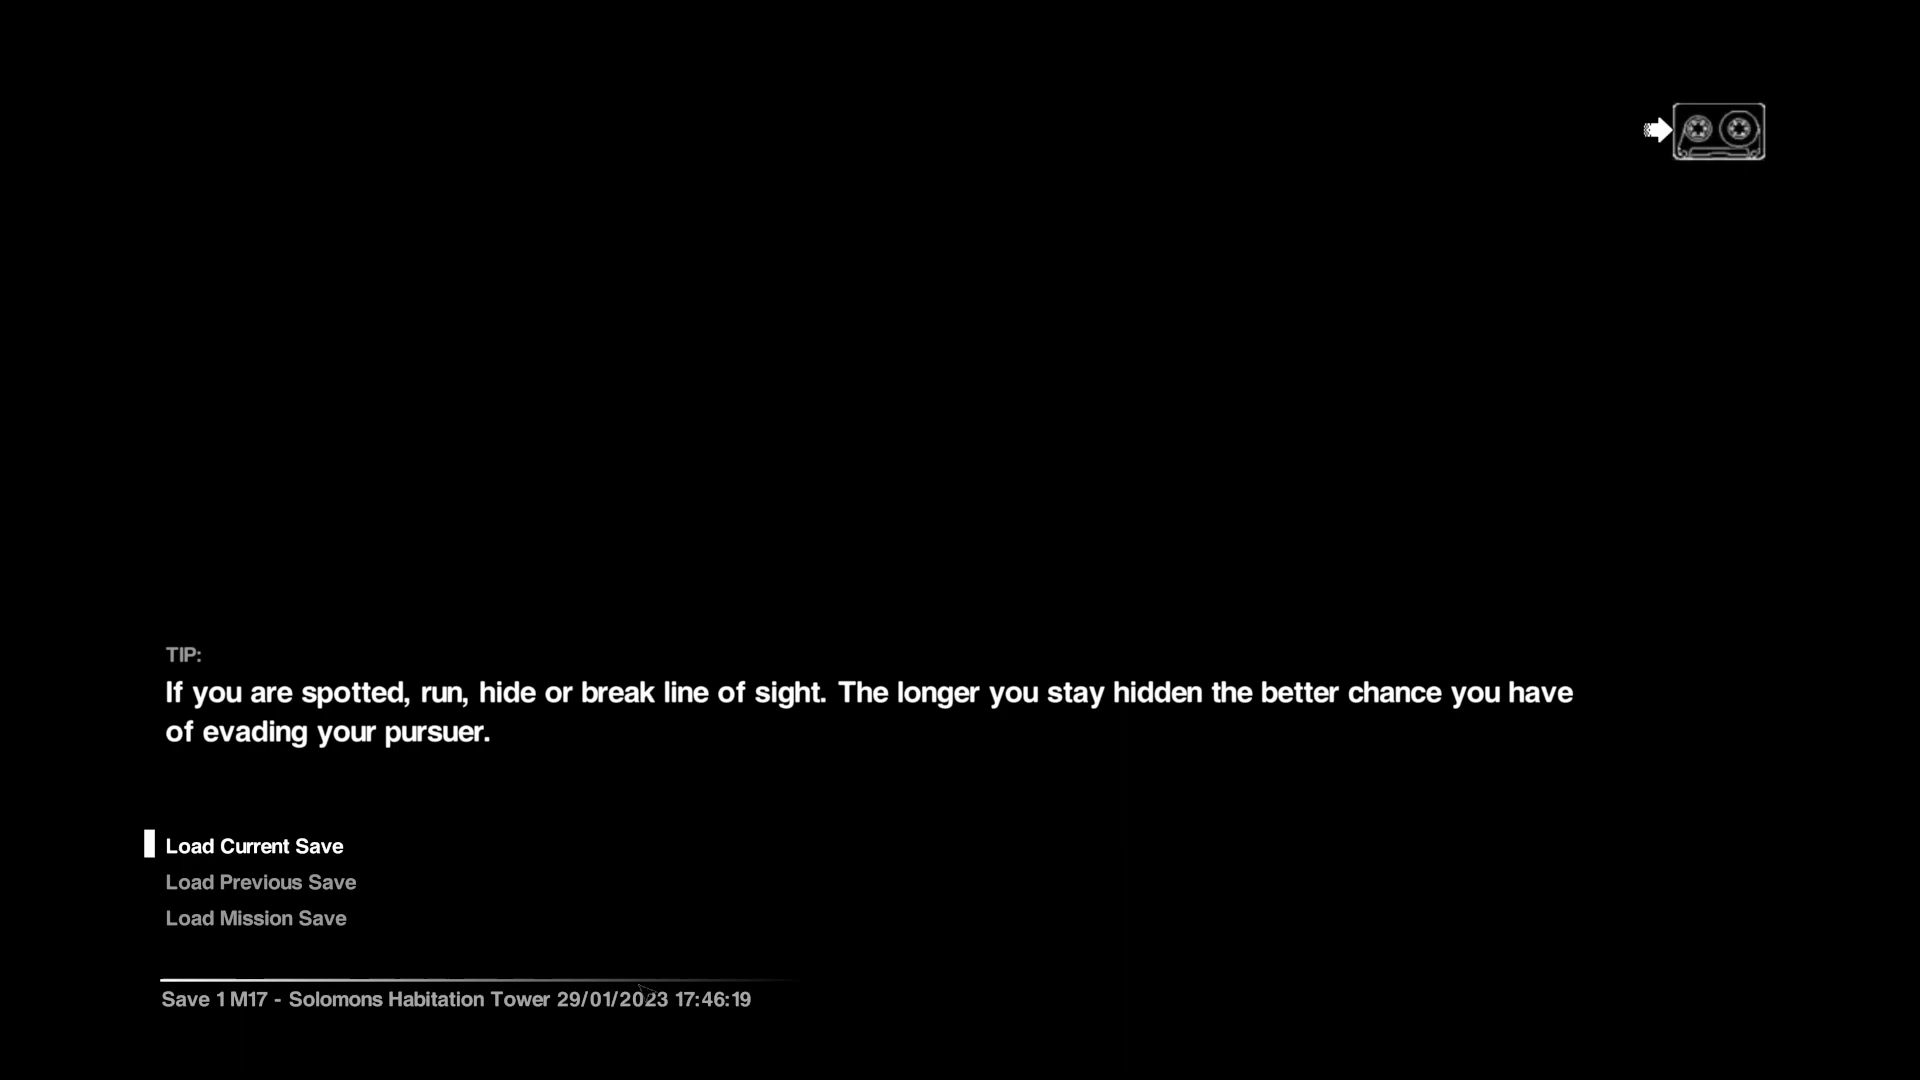 TIP:
If you are spotted, run, hide or break line of sight. The longer you stay hidden the better chance you have
of evading your pursuer.
Load Current Save
Load Previous Save
Load Mission Save
Save 1 M17 - Solomons Habitation Tower 29/01/2023 17:46:19